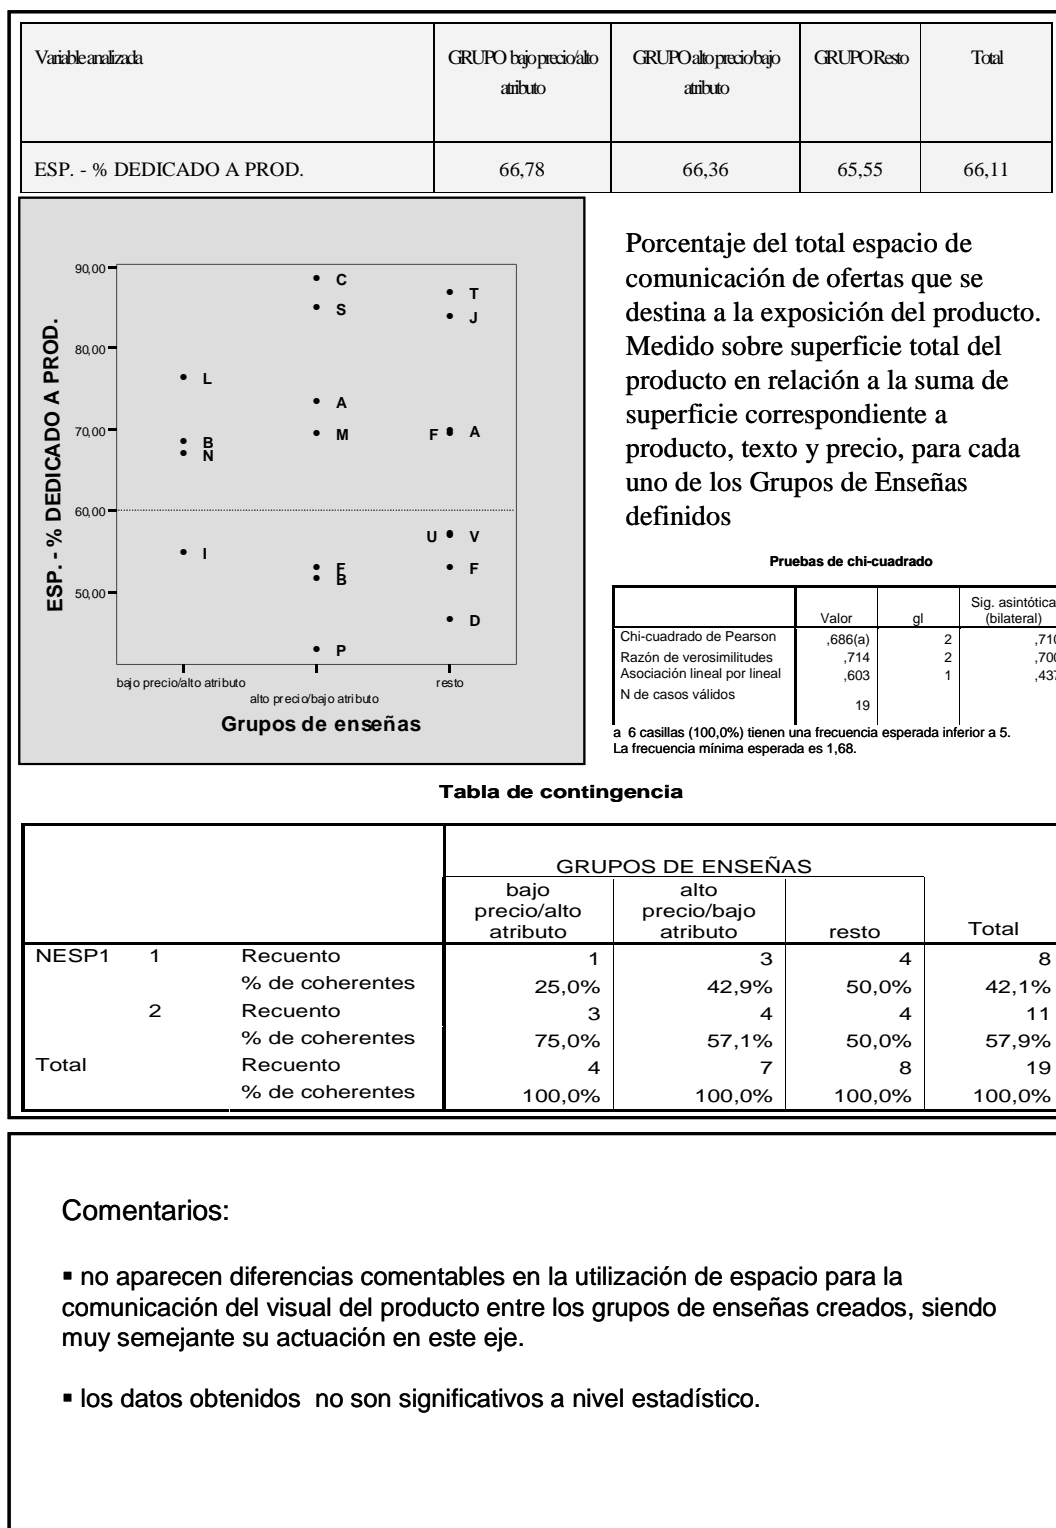 Variable analizada GRUPO bajo precio/alto atributo GRUPO alto precio/bajo atributo GRUPO Resto Total
ESP. - % DEDICADO A PROD. 66,78 66,36 65,55 66,11
90,00
80,00
70,00
60,00
50,00
ESP. - % DEDICADO A PROD.
C
T
S
J
L
A
M
F A
B
N
U V
I
E
F
B
D
P
bajo precio/alto atributo
alto precio/bajo atributo
resto
Grupos de enseñas
Porcentaje del total espacio de
comunicación de ofertas que se
destina a la exposición del producto.
Medido sobre superficie total del
producto en relación a la suma de
superficie correspondiente a
producto, texto y precio, para cada
uno de los Grupos de Enseñas
definidos
Pruebas de chi-cuadrado
Valor gl Sig. asintótica (bilateral)
Chi-cuadrado de Pearson ,686(a) 2 ,710
Razón de verosimilitudes ,714 2 ,700
Asociación lineal por lineal ,603 1 ,437
N de casos válidos 19
a 6 casillas (100,0%) tienen una frecuencia esperada inferior a 5.
La frecuencia mínima esperada es 1,68.
Tabla de contingencia
GRUPOS DE ENSEÑAS
bajo precio/alto atributo alto precio/bajo atributo resto Total
NESP1 1 Recuento 1 3 4 8
% de coherentes 25,0% 42,9% 50,0% 42,1%
2 Recuento 3 4 4 11
% de coherentes 75,0% 57,1% 50,0% 57,9%
Total Recuento 4 7 8 19
% de coherentes 100,0% 100,0% 100,0% 100,0%
Comentarios:
▪ no aparecen diferencias comentables en la utilización de espacio para la
comunicación del visual del producto entre los grupos de enseñas creados, siendo
muy semejante su actuación en este eje.
▪ los datos obtenidos no son significativos a nivel estadístico.